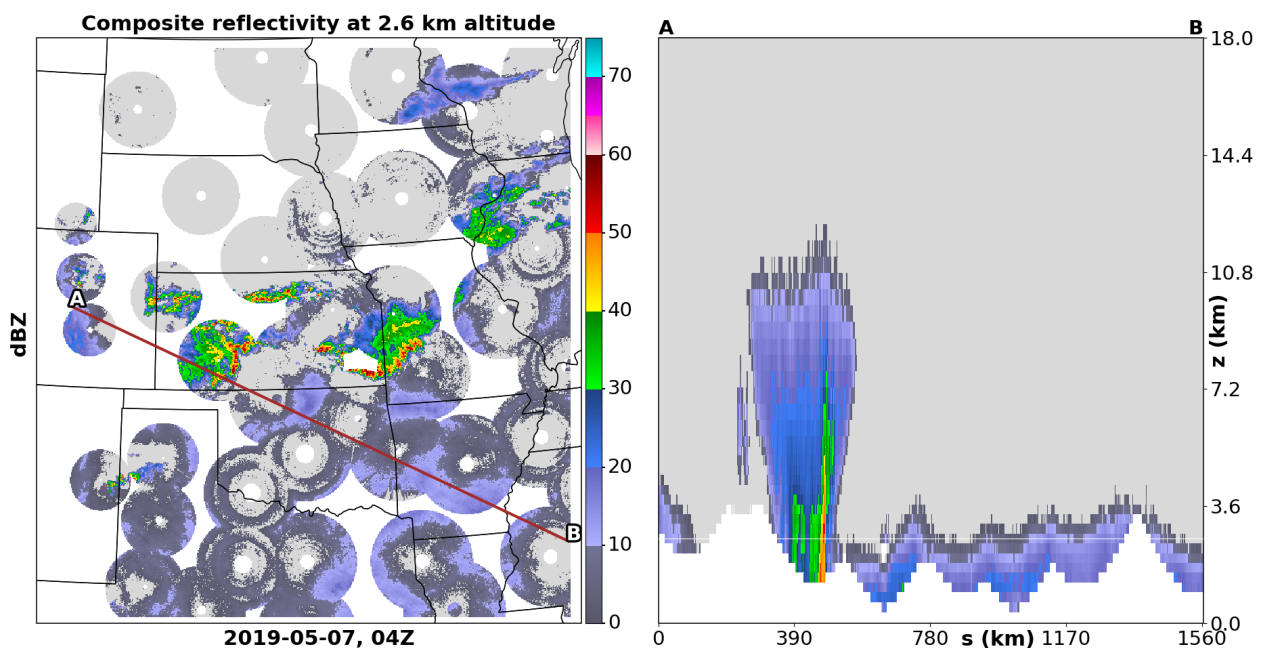 Composite reflectivity at 2.6 km altitude
A
B
A
B
dBZ
70
60
50
40
30
20
10
0
2019-05-07, 04Z
18.0
14.4
10.8
7.2
3.6
0.0
z (km)
0
390
780
s (km)
1170
1560